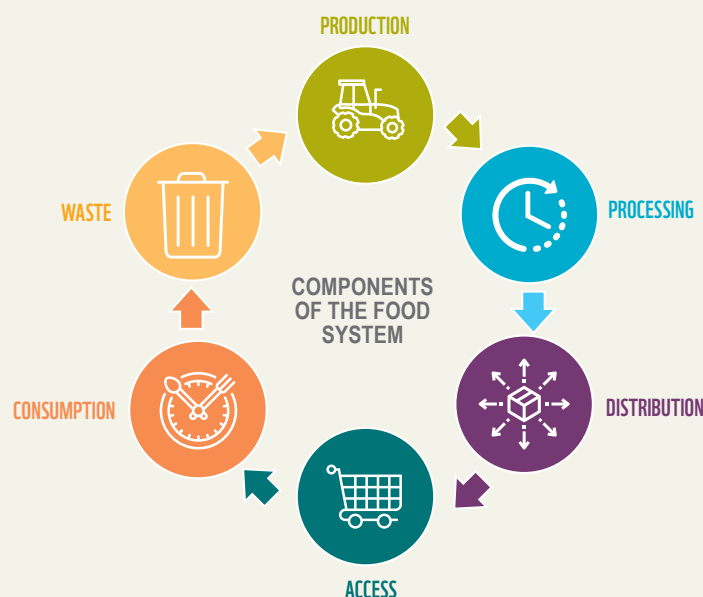 PRODUCTION
PROCESSING
DISTRIBUTION
ACCESS
CONSUMPTION
WASTE
COMPONENTS
OF THE FOOD
SYSTEM